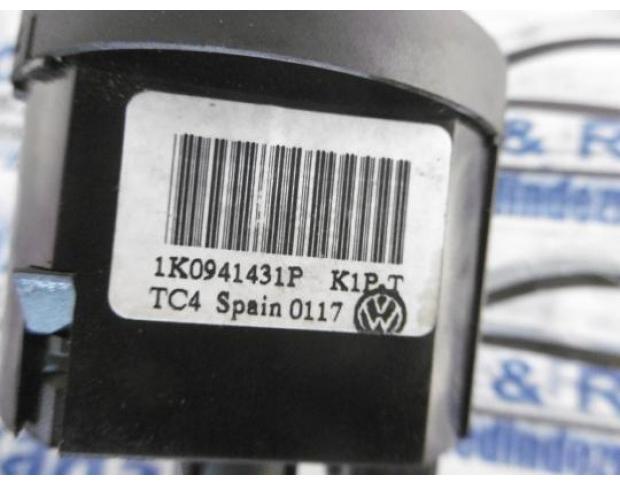 1K0941431P K1P-T
TC4 Spain 0117
& R
& R